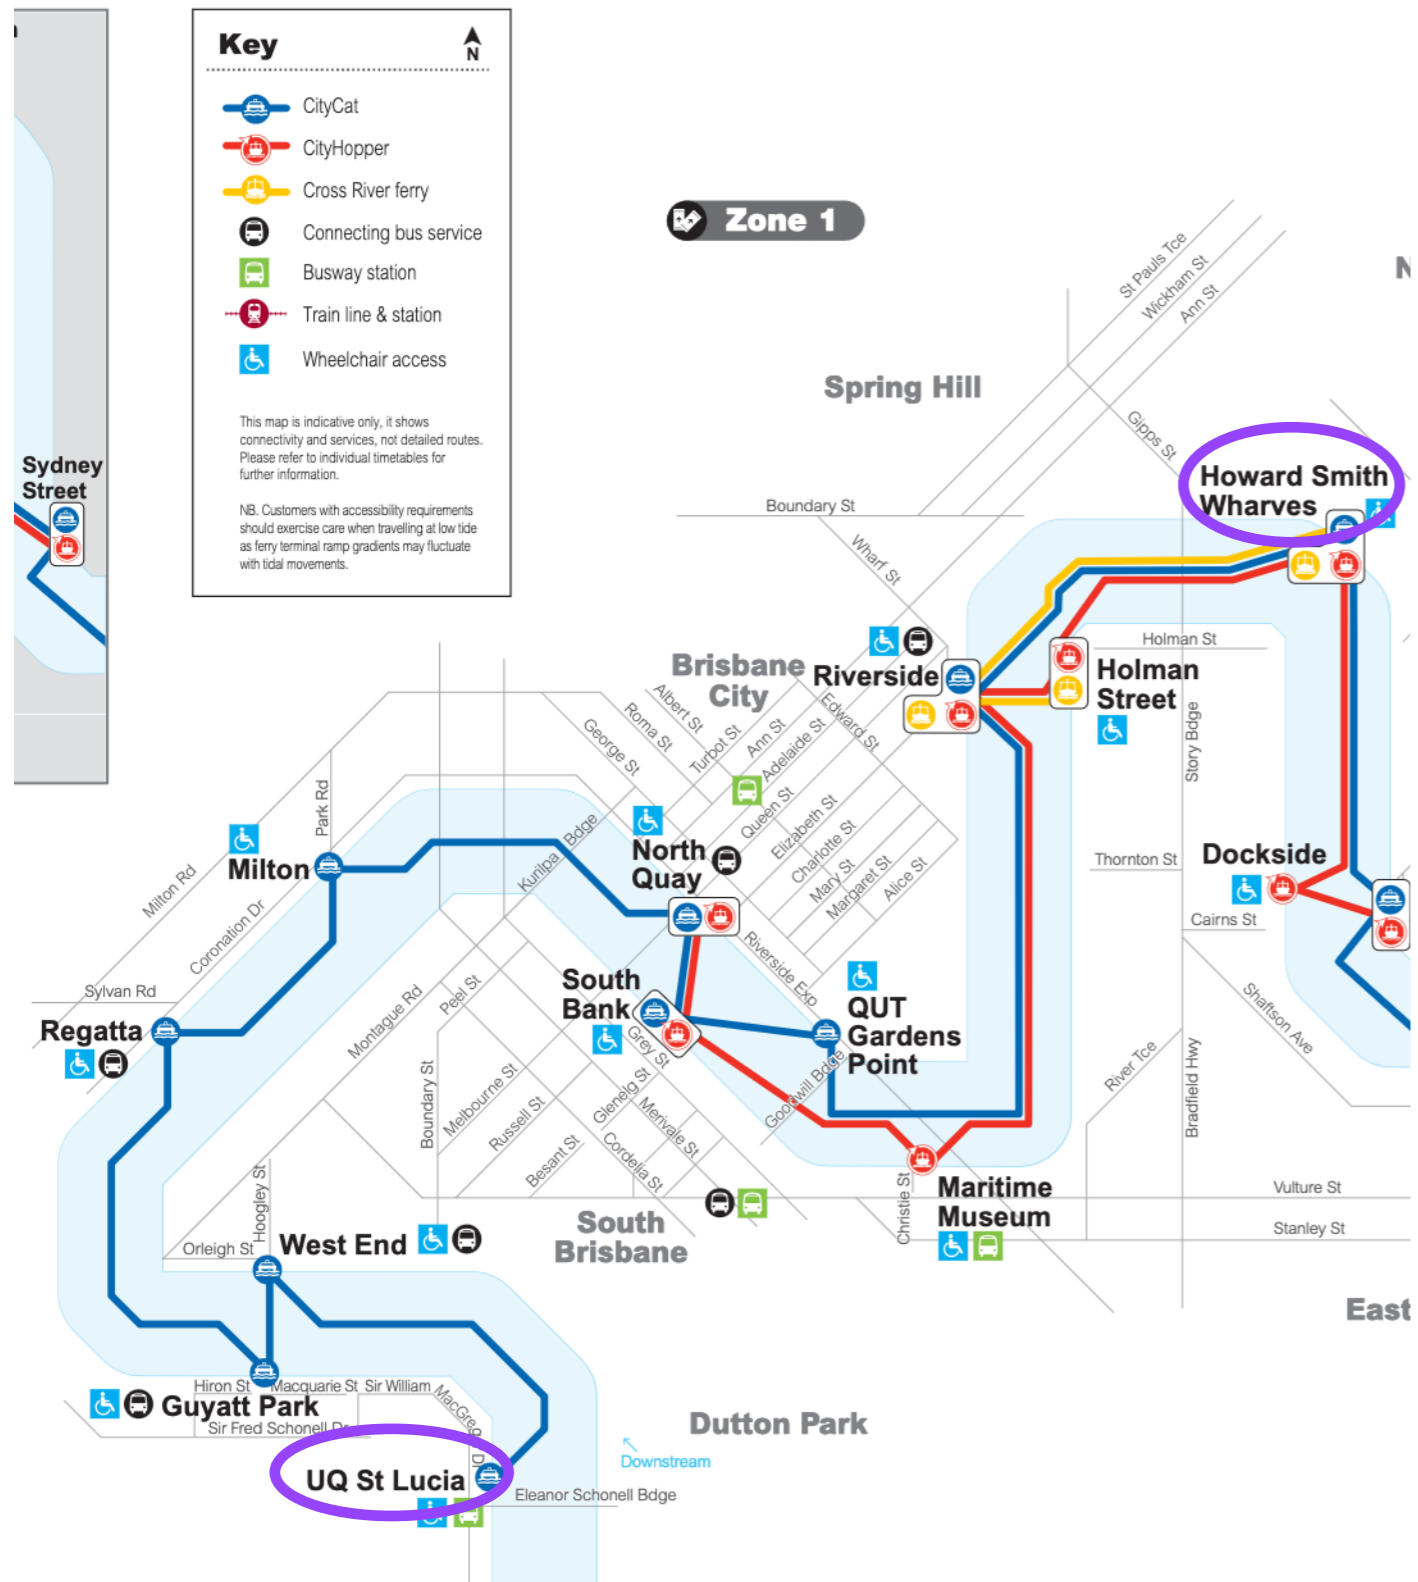 Key
N
CityCat
CityHopper
Cross River ferry
Connecting bus service
Busway station
Train line & station
Wheelchair access
This map is indicative only, it shows
connectivity and services, not detailed routes.
Please refer to individual timetables for
further information.
NB. Customers with accessibility requirements
should exercise care when travelling at low tide
as ferry terminal ramp gradients may fluctuate
with tidal movements.
Zone 1
St Pauls Tce
Wickham St
Ann St
N
Spring Hill
Gipps St
Sydney
Street
Howard Smith
Wharves
Boundary St
Wharf St
Holman St
Brisbane
City
Riverside
Holman
Street
Albert St
Roma St
George St
Turbot St
Ann St
Adelaide St
Edward St
Story Bdge
Queen St
Elizabeth St
Charlotte St
Mary St
Margaret St
Alice St
Park Rd
Milton
Milton Rd
Coronation Dr
Kurilpa Bdge
North
Quay
Thornton St
Dockside
Cairns St
Riverside Exp
Sylvan Rd
Regatta
Montague Rd
Peel St
South
Bank
QUT
Gardens
Point
Goodwill Bdge
Shafston Ave
River Tce
Bradfield Hwy
Boundary St
Melbourne St
Russell St
Besant St
Grey St
Glenelg St
Merivale St
Cordelia St
Hoogley St
Orleigh St
West End
South
Brisbane
Christie St
Maritime
Museum
Vulture St
Stanley St
East
Hiron St
Macquarie St
Sir William
MacGreg
Dr
Guyatt Park
Sir Fred Schonell Dr
Dutton Park
Downstream
UQ St Lucia
Eleanor Schonell Bdge